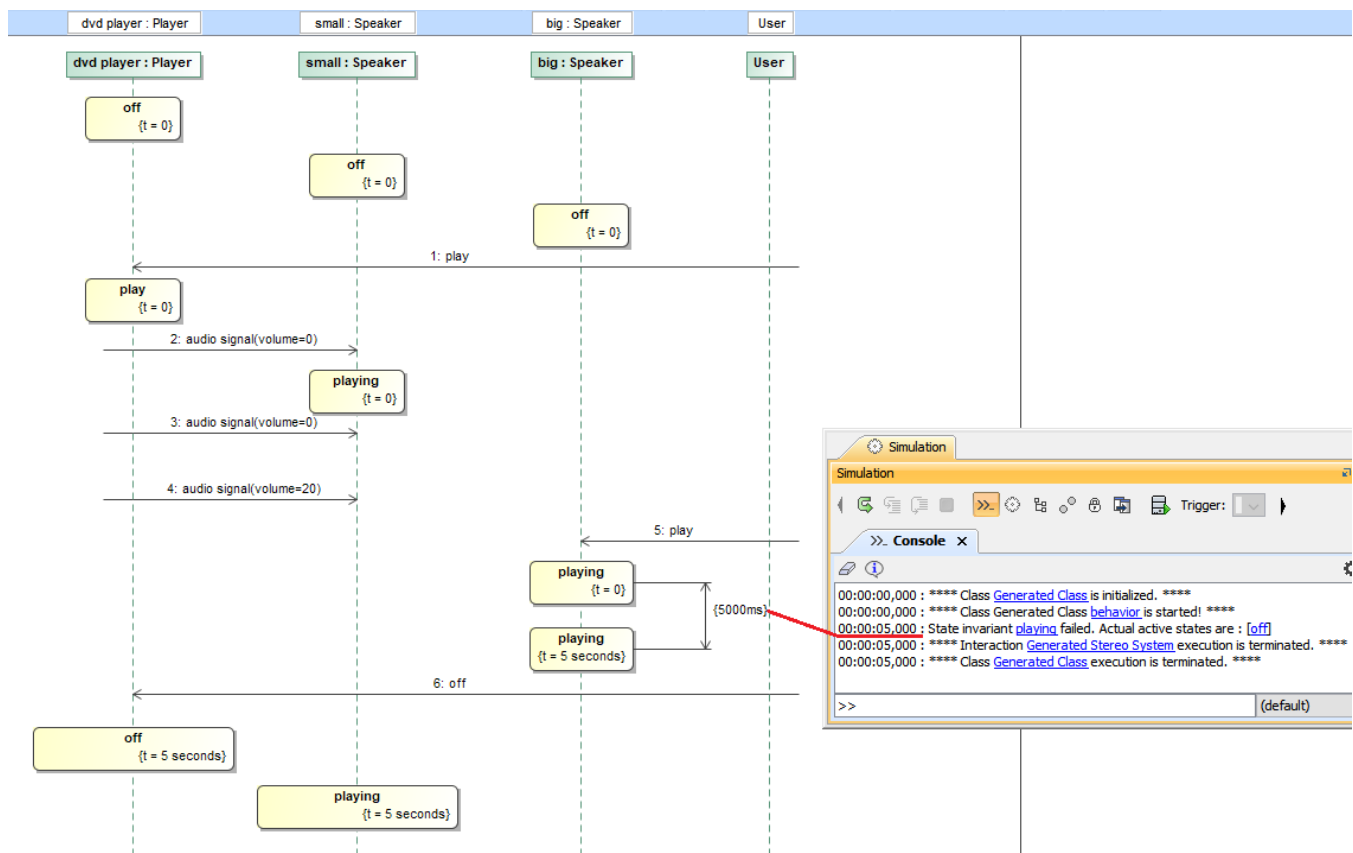 dvd player : Player
small : Speaker
big : Speaker
User
dvd player : Player
small : Speaker
big : Speaker
User
off
{t = 0}
off
{t = 0}
off
{t = 0}
1: play
play
{t = 0}
2: audio signal(volume=0)
playing
{t = 0}
3: audio signal(volume=0)
4: audio signal(volume=20)
5: play
playing
{t = 0}
{5000ms}
playing
{t = 5 seconds}
6: off
off
{t = 5 seconds}
playing
{t = 5 seconds}
Simulation
Simulation
Trigger:
Console
00:00:00,000 : **** Class Generated Class is initialized. ****
00:00:00,000 : **** Class Generated Class behavior is started! ****
00:00:05,000 : State invariant playing failed. Actual active states are : [off]
00:00:05,000 : **** Interaction Generated Stereo System execution is terminated. ****
00:00:05,000 : **** Class Generated Class execution is terminated. ****
>>
(default)